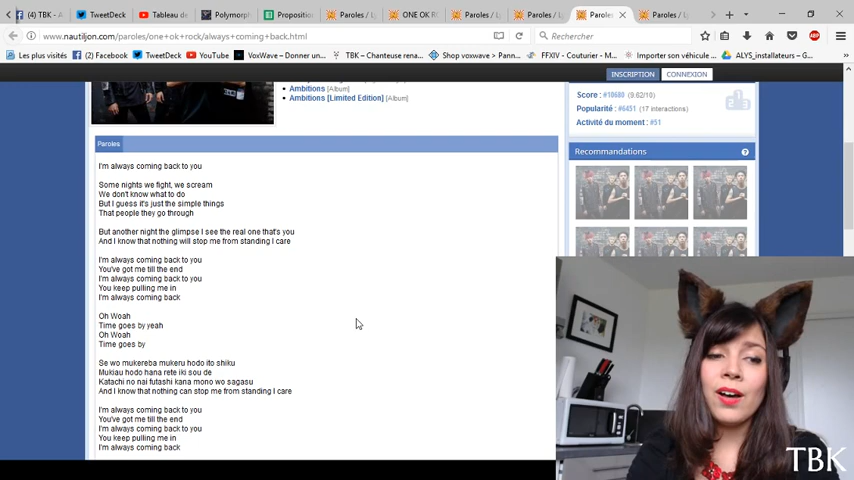 TBK - A
TweetDeck
Tableau de
Polymorph
Proposition
Paroles / Ly
ONE OK RO
Paroles / Ly
Paroles / Ly
Paroles
Paroles / Ly
www.nautiljon.com/paroles/one+ok+rock/always+coming+back.html
Rechercher
ABP
Les plus visités
(2) Facebook
TweetDeck
YouTube
VoxWave – Donner un...
TBK – Chanteuse rena...
Shop voxwave – Pann...
FFXIV - Couturier - M...
Importer son véhicule ...
ALYS_installateurs – G...
INSCRIPTION
CONNEXION
Ambitions [Album]
Ambitions [Limited Edition] [Album]
Score : #10680 (9.62/10)
Popularité : #6451 (17 interactions)
Activité du moment : #51
Paroles
Recommandations
I'm always coming back to you
Some nights we fight, we scream
We don't know what to do
But I guess it's just the simple things
That people they go through
But another night the glimpse I see the real one that's you
And I know that nothing will stop me from standing I care
I'm always coming back to you
You've got me till the end
I'm always coming back to you
You keep pulling me in
I'm always coming back
Oh Woah
Time goes by yeah
Oh Woah
Time goes by
Se wo mukereba mukeru hodo ito shiku
Mukiau hodo hana rete iki sou de
Katachi no nai futashi kana mono wo sagasu
And I know that nothing can stop me from standing I care
I'm always coming back to you
You've got me till the end
I'm always coming back to you
You keep pulling me in
I'm always coming back
TBK